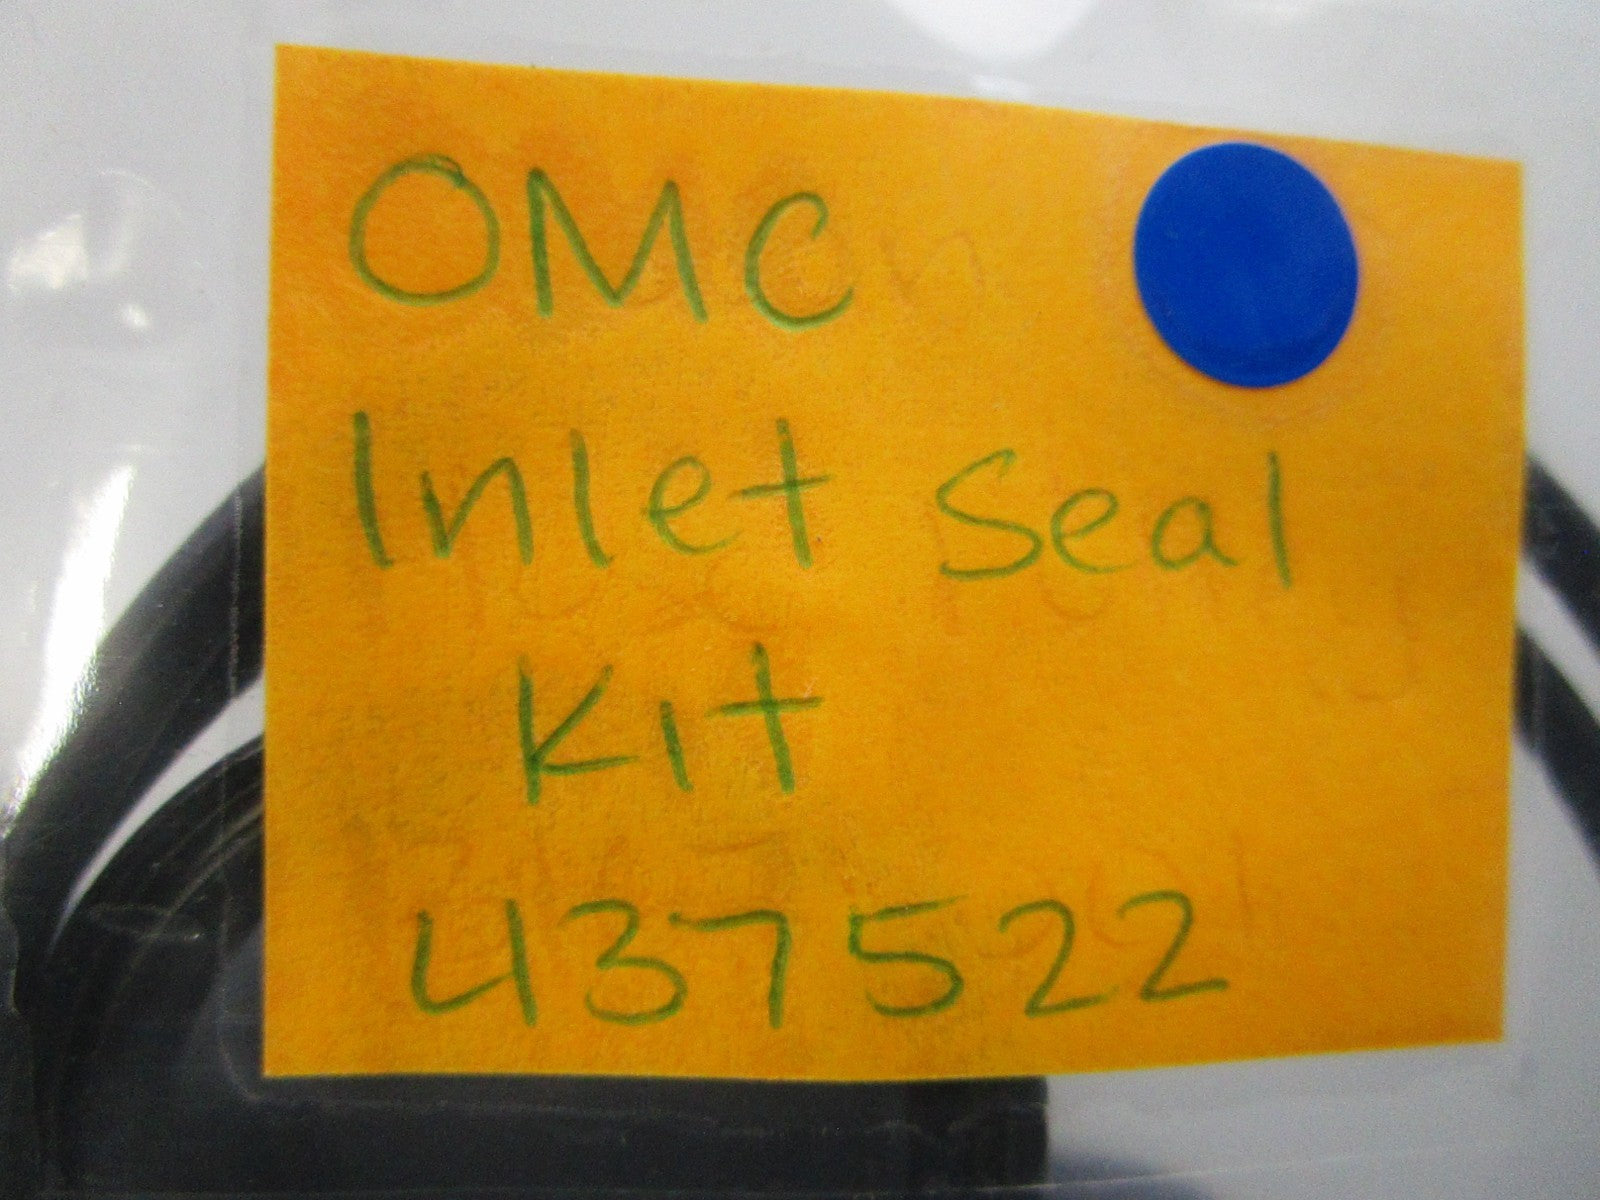 OMC
Inlet Seal
Kit
437522